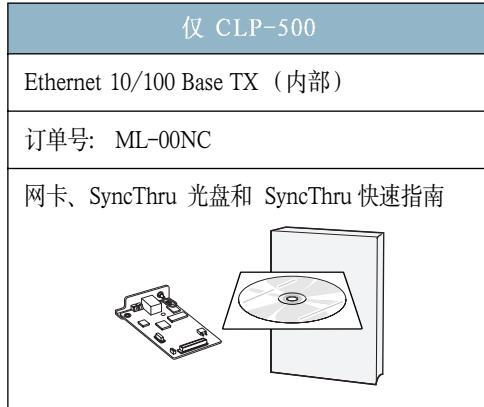 仅 CLP-500
Ethernet 10/100 Base TX（内部）
订单号: ML-00NC
网卡、SyncThru 光盘和 SyncThru 快速指南